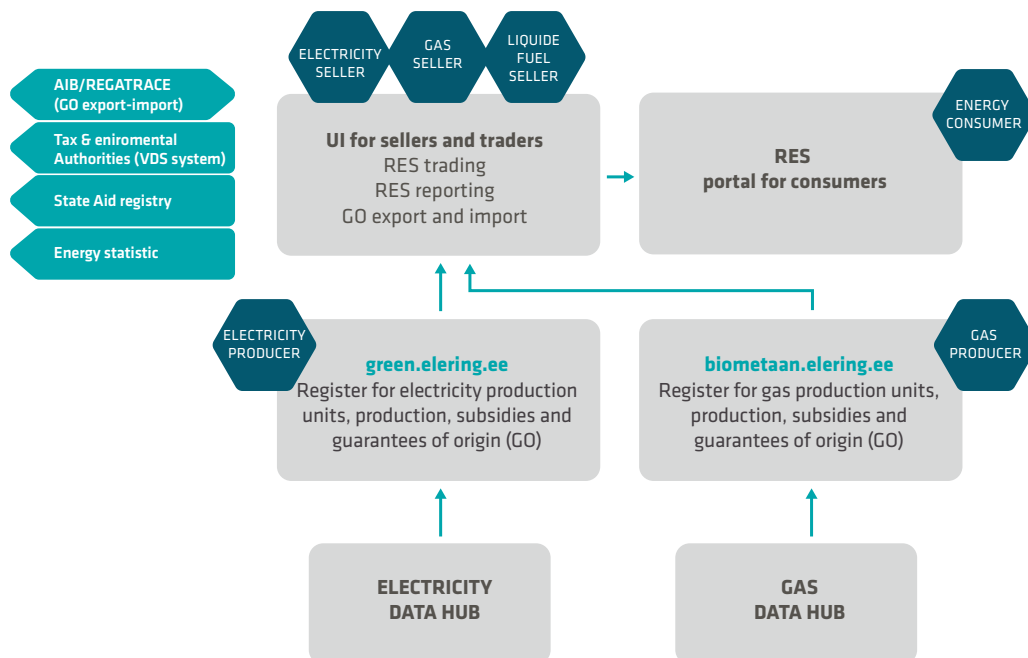 ELECTRICITY
SELLER
GAS
SELLER
LIQUIDE
FUEL
SELLER
AIB/REGATRACE
(GO export-import)
Tax & eniromental
Authorities (VDS system)
State Aid registry
Energy statistic
UI for sellers and traders
RES trading
RES reporting
GO export and import
RES
portal for consumers
ENERGY
CONSUMER
ELECTRICITY
PRODUCER
green.elering.ee
Register for electricity production
units, production, subsidies and
guarantees of origin (GO)
biometaan.elering.ee
Register for gas production units,
production, subsidies and
guarantees of origin (GO)
GAS
PRODUCER
ELECTRICITY
DATA HUB
GAS
DATA HUB